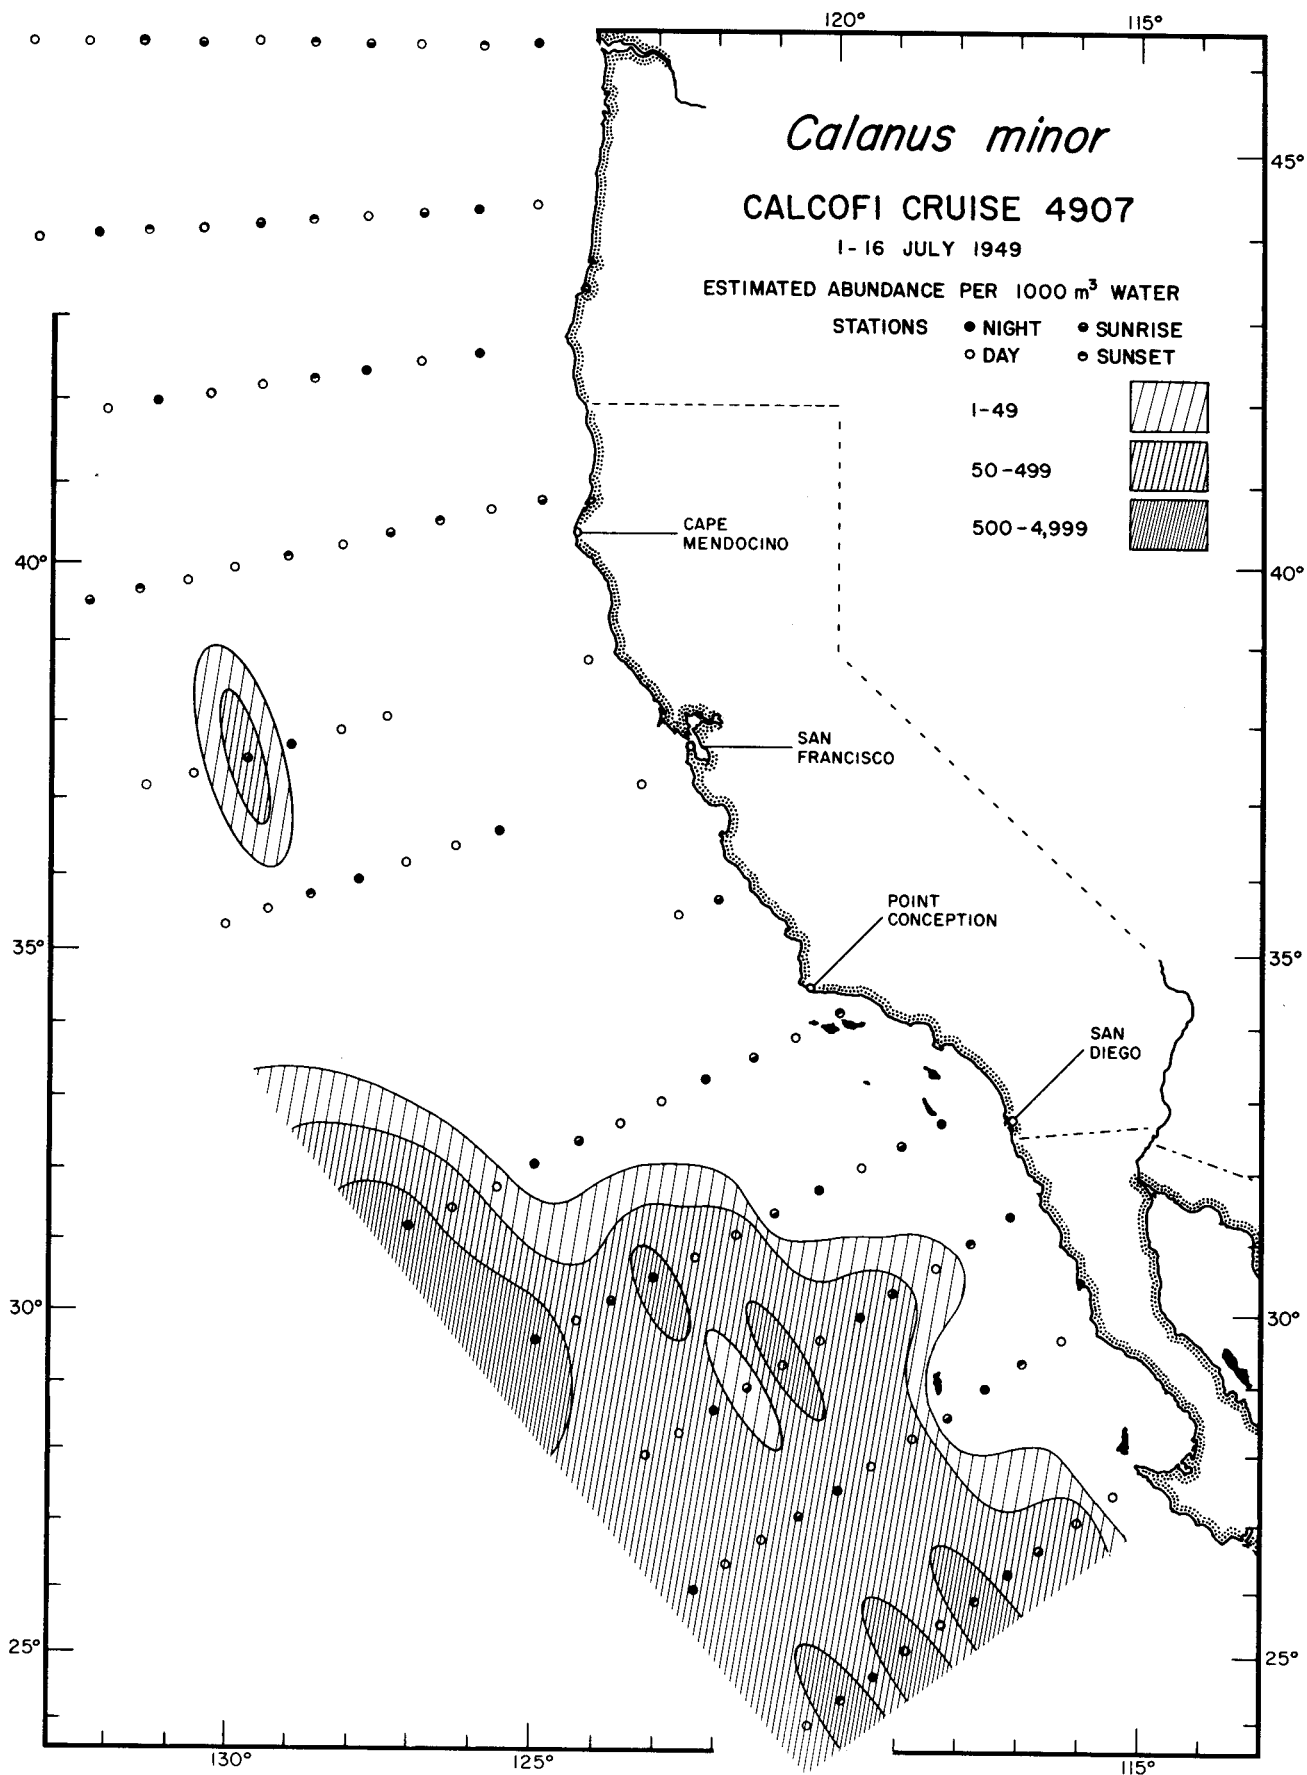 120°
115°
Calanus minor
45°
CALCOFI CRUISE 4907
1-16 JULY 1949
ESTIMATED ABUNDANCE PER 1000 m³ WATER
STATIONS
NIGHT
SUNRISE
DAY
SUNSET
1-49
50-499
500-4,999
CAPE
MENDOCINO
40°
40°
SAN
FRANCISCO
POINT
CONCEPTION
35°
35°
SAN
DIEGO
30°
30°
25°
25°
130°
125°
115°